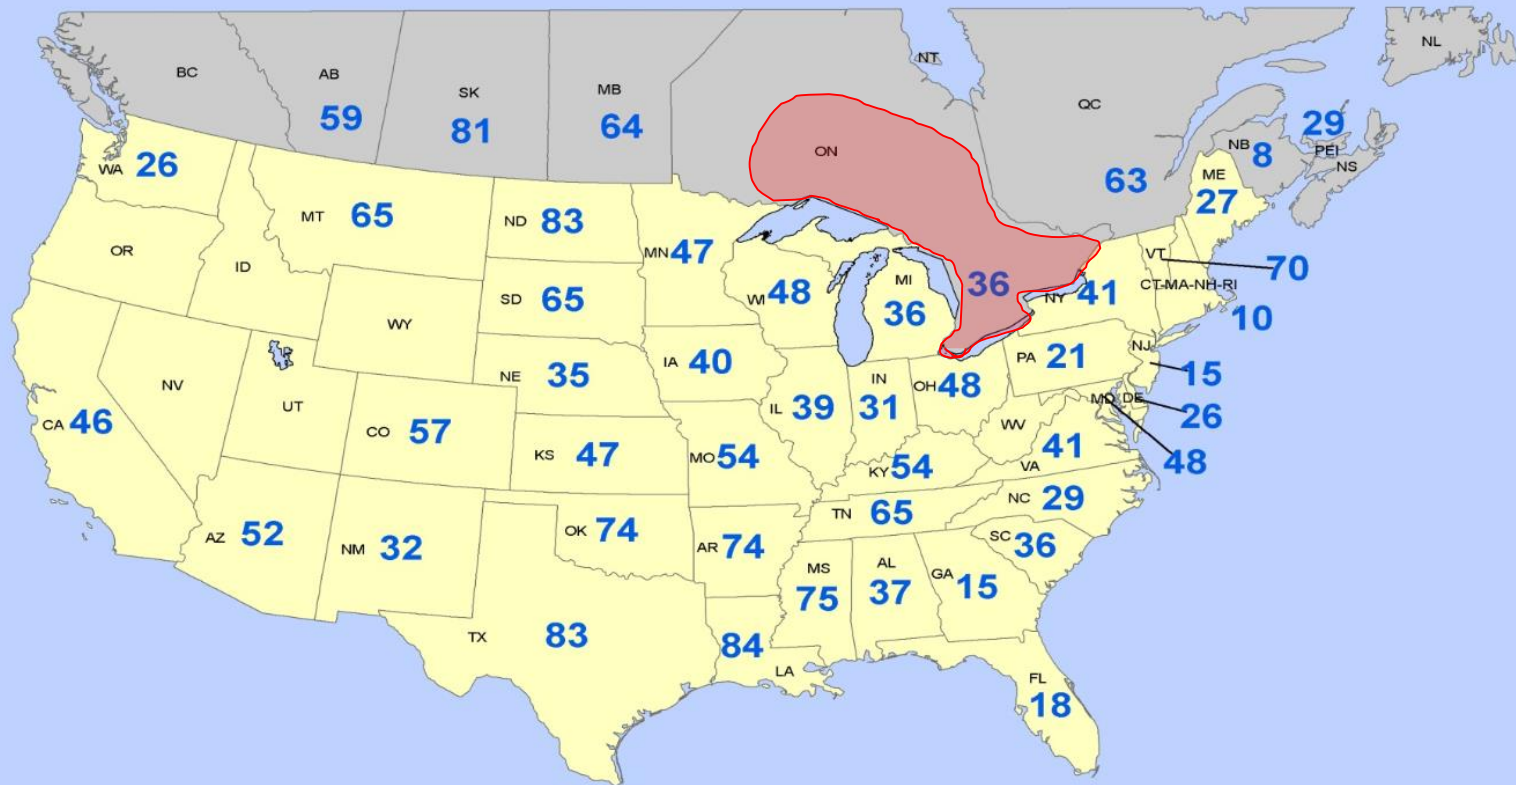 NL
NT
BC
AB
59
SK
81
MB
64
ON
QC
63
29
NB 8
PEI
NS
WA 26
MT 65
ND 83
MN 47
ME
27
OR
ID
SD 65
WI 48
MI
36
36
NY 41
VT
70
CT-MA-NH-RI
10
WY
NE 35
IA 40
PA 21
NJ
15
NV
UT
CA 46
CO 57
KS 47
MO 54
IL 39
IN
31
OH 48
MD DE
26
48
WV
41
VA
KY 54
TN 65
NC 29
AZ 52
NM 32
OK 74
AR 74
MS
75
AL
37
GA 15
SC 36
TX 83
84
LA
FL
18